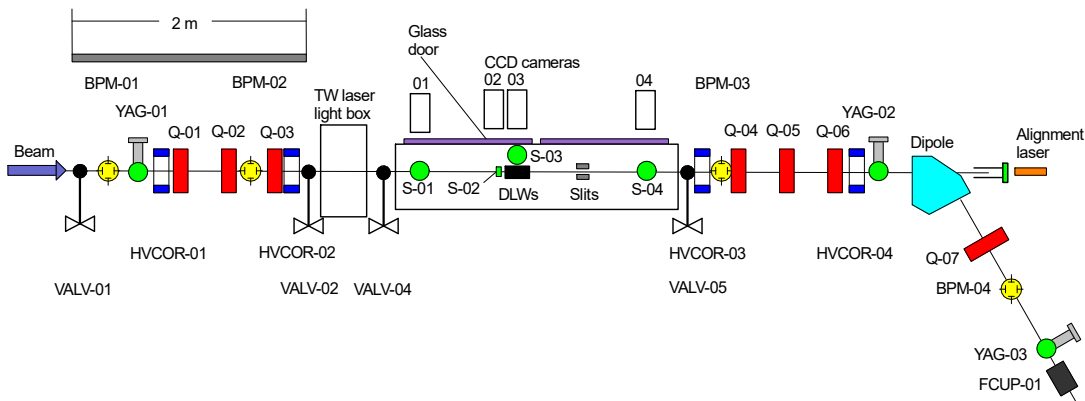 2 m
Glass
door
CCD cameras
BPM-01
BPM-02
01
02
03
04
BPM-03
YAG-01
TW laser
light box
YAG-02
Q-01
Q-02
Q-03
Q-04
Q-05
Q-06
Dipole
Alignment
laser
Beam
S-03
S-01
S-02
DLWs
Slits
S-04
HVCOR-01
HVCOR-02
HVCOR-03
HVCOR-04
Q-07
VALV-01
VALV-02
VALV-04
VALV-05
BPM-04
YAG-03
FCUP-01